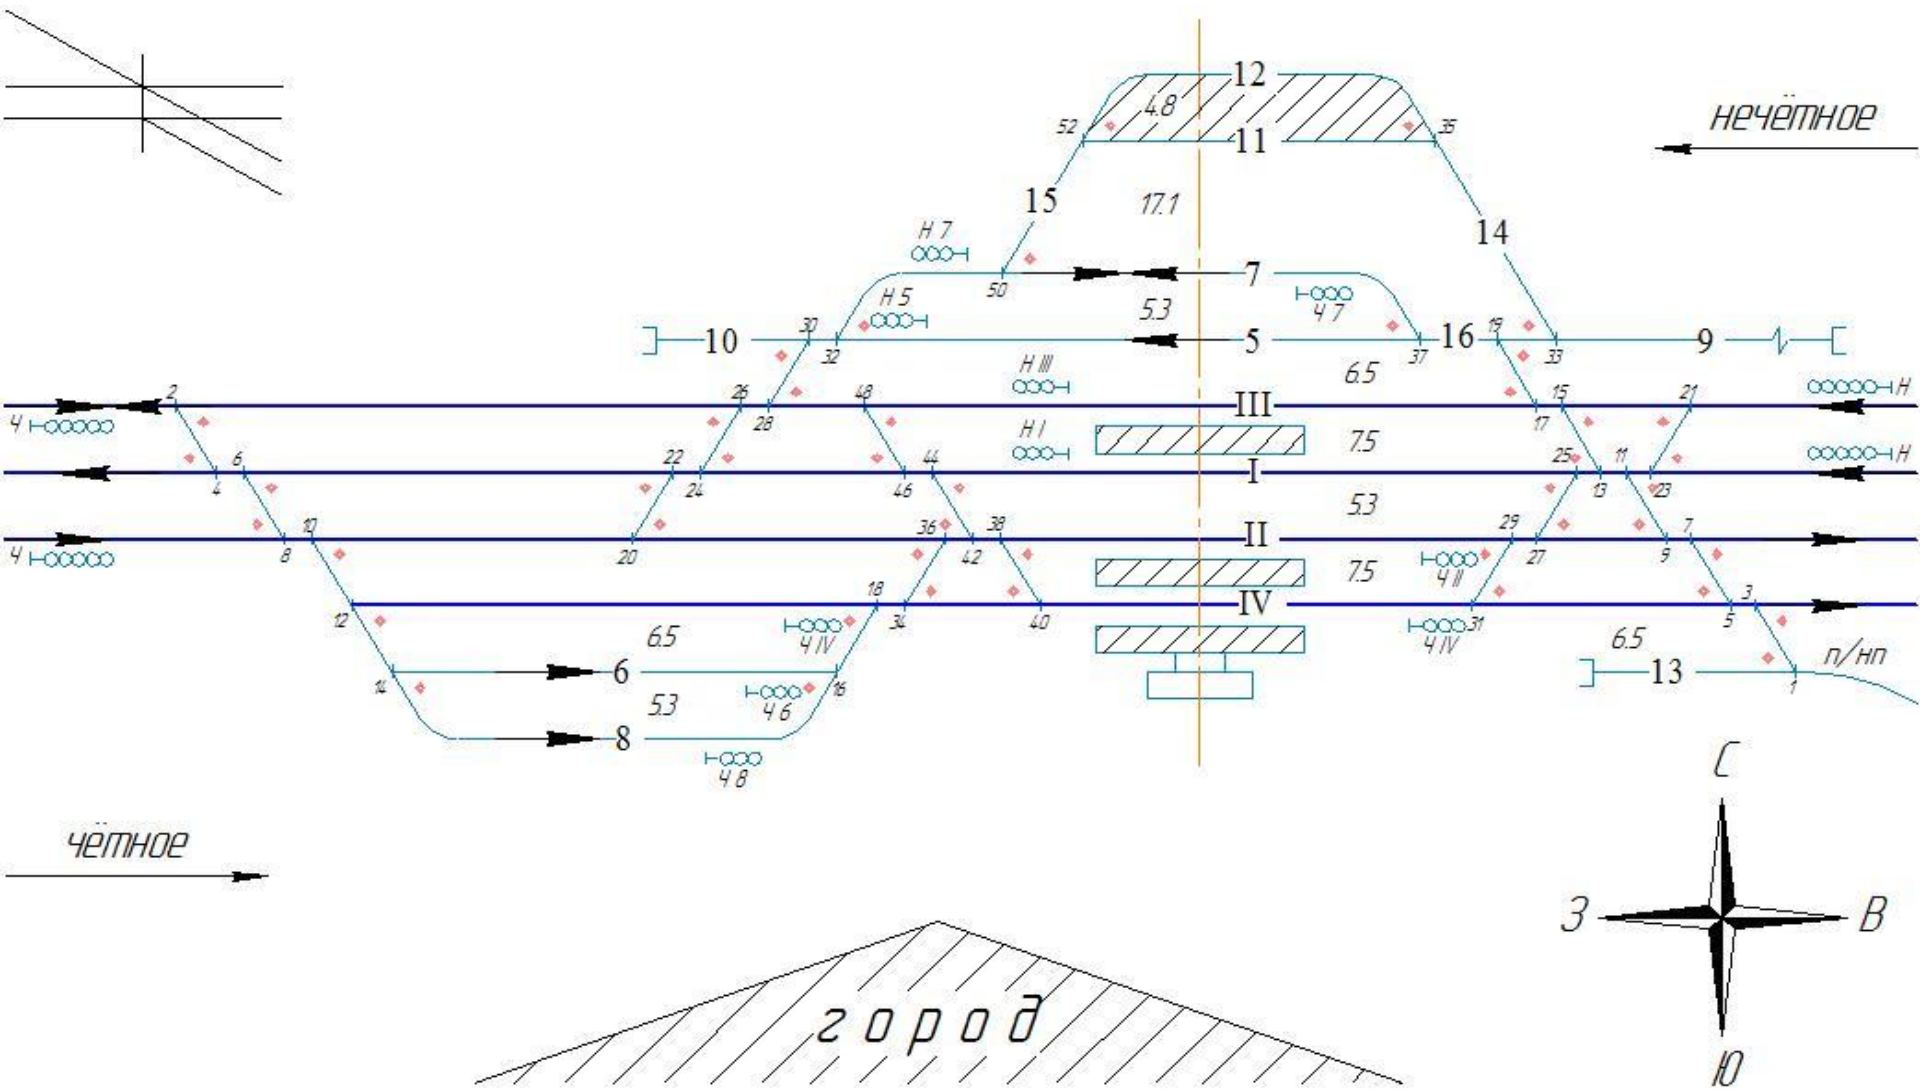 12
4.8
нечётное
52
35
11
15
17.1
14
Н 7
7
50
Н 5
5.3
Ч 7
30
10
32
5
37
16
19
33
9
Н III
6.5
2
26
28
48
III
15
17
21
Н
Ч
7.5
Н I
6
4
22
24
44
46
I
25
13
11
23
Н
5.3
10
8
20
36
42
38
II
29
27
7
9
Ч
7.5
Ч II
12
18
34
40
IV
31
3
5
Ч IV
Ч IV
6.5
6.5
п/нп
14
6
16
13
1
5.3
Ч 6
8
Ч 8
С
чётное
З
В
город
Ю